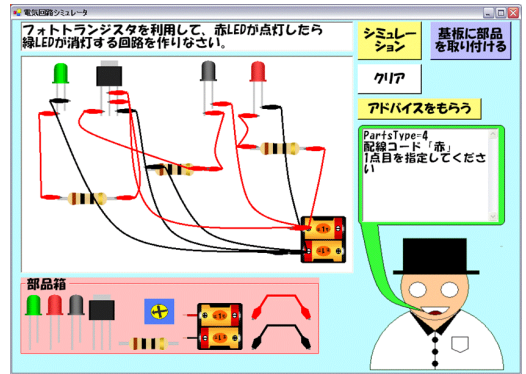 電気回路シミュレータ
フォトトランジスタを利用して、赤LEDが点灯したら
緑LEDが消灯する回路を作りなさい。
シミュレー
ション
基板に部品
を取り付ける
クリア
アドバイスをもらう
PartsType=4
配線コード「赤」
1点目を指定してくださ
い
部品箱